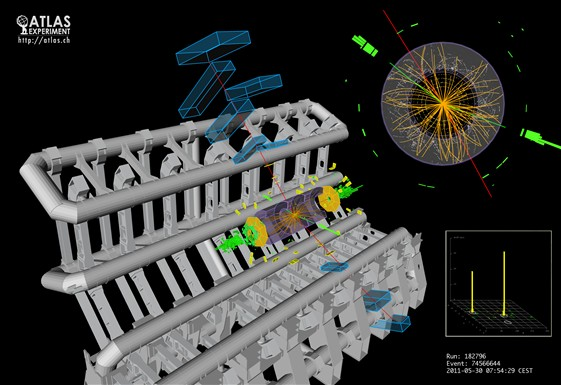 ATLAS
EXPERIMENT
http://atlas.ch
Run: 182796
Event: 74566644
2011-05-30 07:54:29 CEST